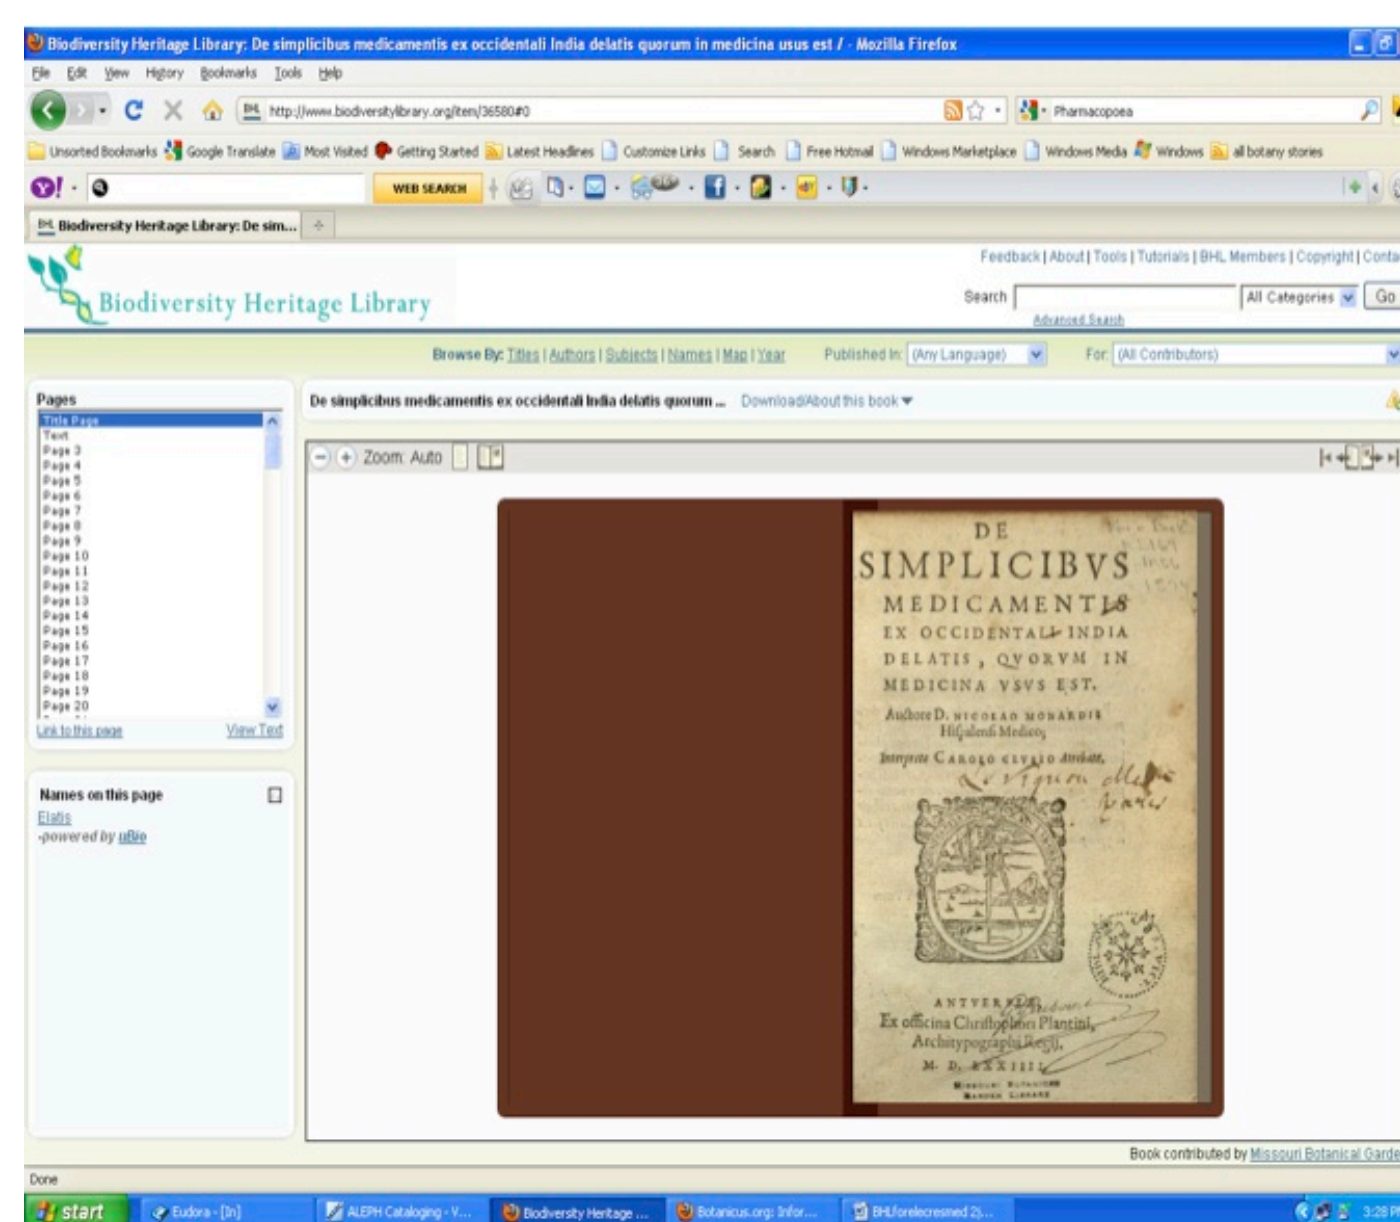 Biodiversity Heritage Library: De simplicibus medicamentis ex occidentali India delatis quorum in medicina usus est / - Mozilla Firefox
File Edit View History Bookmarks Tools Help
http://www.biodiversitylibrary.org/item/36580#0 Pharmacopoea
Unsorted Bookmarks Google Translate Most Visited Getting Started Latest Headlines Customize Links Search Free Hotmail Windows Marketplace Windows Media Windows all botany stories
Y! WEB SEARCH
BHL Biodiversity Heritage Library: De sim...
Feedback | About | Tools | Tutorials | BHL Members | Copyright | Conta
Biodiversity Heritage Library
Search All Categories Go
Advanced Search
Browse By: Titles | Authors | Subjects | Names | Map | Year Published In: (Any Language) For: (All Contributors)
Pages
Title Page
Text
Page 3
Page 4
Page 5
Page 6
Page 7
Page 8
Page 9
Page 10
Page 11
Page 12
Page 13
Page 14
Page 15
Page 16
Page 17
Page 18
Page 19
Page 20
Link to this page View Text
Names on this page
Elatis
-powered by uBio
De simplicibus medicamentis ex occidentali India delatis quorum ... Download/About this book
Zoom: Auto
DE
SIMPLICIBVS
MEDICAMENTIS
EX OCCIDENTALI INDIA
DELATIS, QVORVM IN
MEDICINA VSVS EST.
Auctore D. NICOLAO MONARDIS
Hispalensi Medico,
Interprete CAROLO CLVSIO Atrebate,
ANTVERPIÆ,
Ex officina Christophori Plantini,
Architypographi Regij,
M. D. LXXIIII.
MISSOURI BOTANICAL
GARDEN LIBRARY
Book contributed by Missouri Botanical Garde
Done
start Eudora - [In] ALEPH Cataloging - V... Biodiversity Heritage ... Botanicus.org: Infor... BHLforelecresmed 2)... 3:28 P